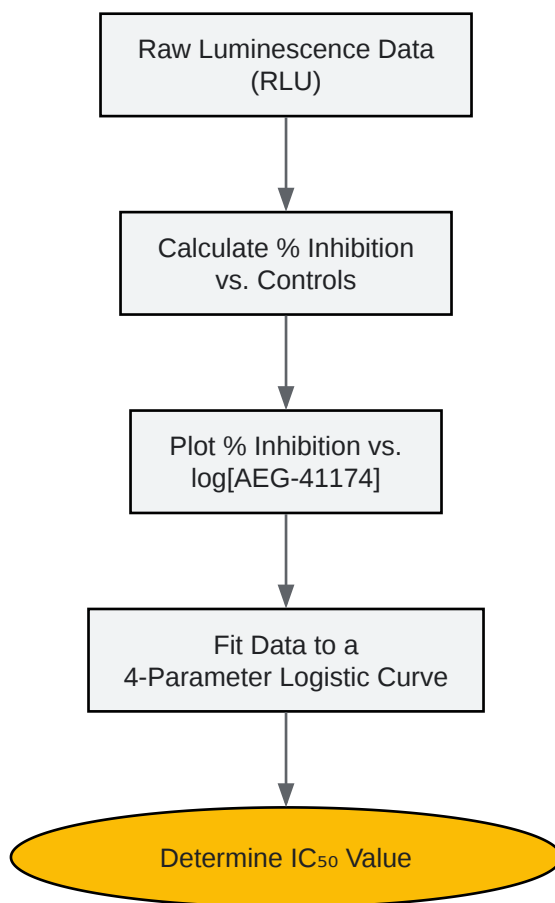 Raw Luminescence Data
(RLU)
Calculate % Inhibition
vs. Controls
Plot % Inhibition vs.
log[AEG-41174]
Fit Data to a
4-Parameter Logistic Curve
Determine IC₅₀ Value